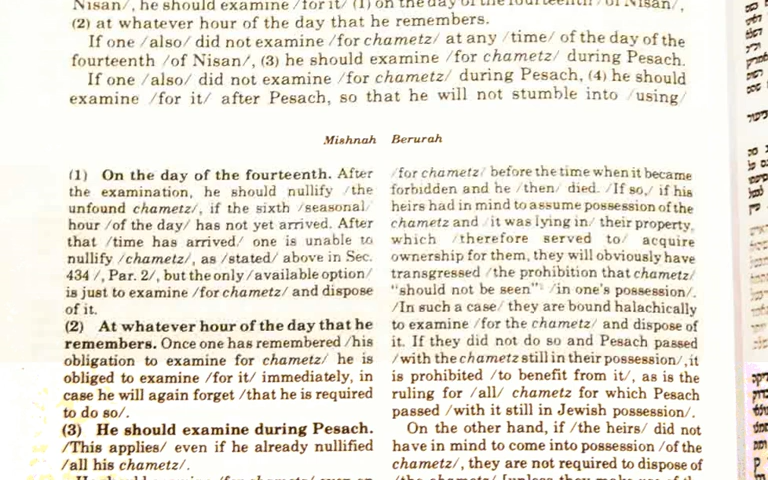 Nisan/, he should examine /for it/ (1) on the day of the fourteenth /of Nisan/,
(2) at whatever hour of the day that he remembers.
If one /also/ did not examine /for chametz/ at any /time/ of the day of the
fourteenth /of Nisan/, (3) he should examine /for chametz/ during Pesach.
If one /also/ did not examine /for chametz/ during Pesach, (4) he should
examine /for it/ after Pesach, so that he will not stumble into /using/
Mishnah Berurah
(1) On the day of the fourteenth. After
the examination, he should nullify /the
unfound chametz/, if the sixth /seasonal/
hour /of the day/ has not yet arrived. After
that /time has arrived/ one is unable to
nullify /chametz/, as /stated/ above in Sec.
434 /, Par. 2/, but the only /available option/
is just to examine /for chametz/ and dispose
of it.
(2) At whatever hour of the day that he
remembers. Once one has remembered /his
obligation to examine for chametz/ he is
obliged to examine /for it/ immediately, in
case he will again forget /that he is required
to do so/.
(3) He should examine during Pesach.
/This applies/ even if he already nullified
/all his chametz/.
/for chametz/ before the time when it became
forbidden and he /then/ died. /If so,/ if his
heirs had in mind to assume possession of the
chametz and /it was lying in/ their property,
which /therefore served to/ acquire
ownership for them, they will obviously have
transgressed /the prohibition that chametz/
"should not be seen" /in one's possession/.
/In such a case/ they are bound halachically
to examine /for the chametz/ and dispose of
it. If they did not do so and Pesach passed
/with the chametz still in their possession/, it
is prohibited /to benefit from it/, as is the
ruling for /all/ chametz for which Pesach
passed /with it still in Jewish possession/.
On the other hand, if /the heirs/ did not
have in mind to come into possession /of the
chametz/, they are not required to dispose of